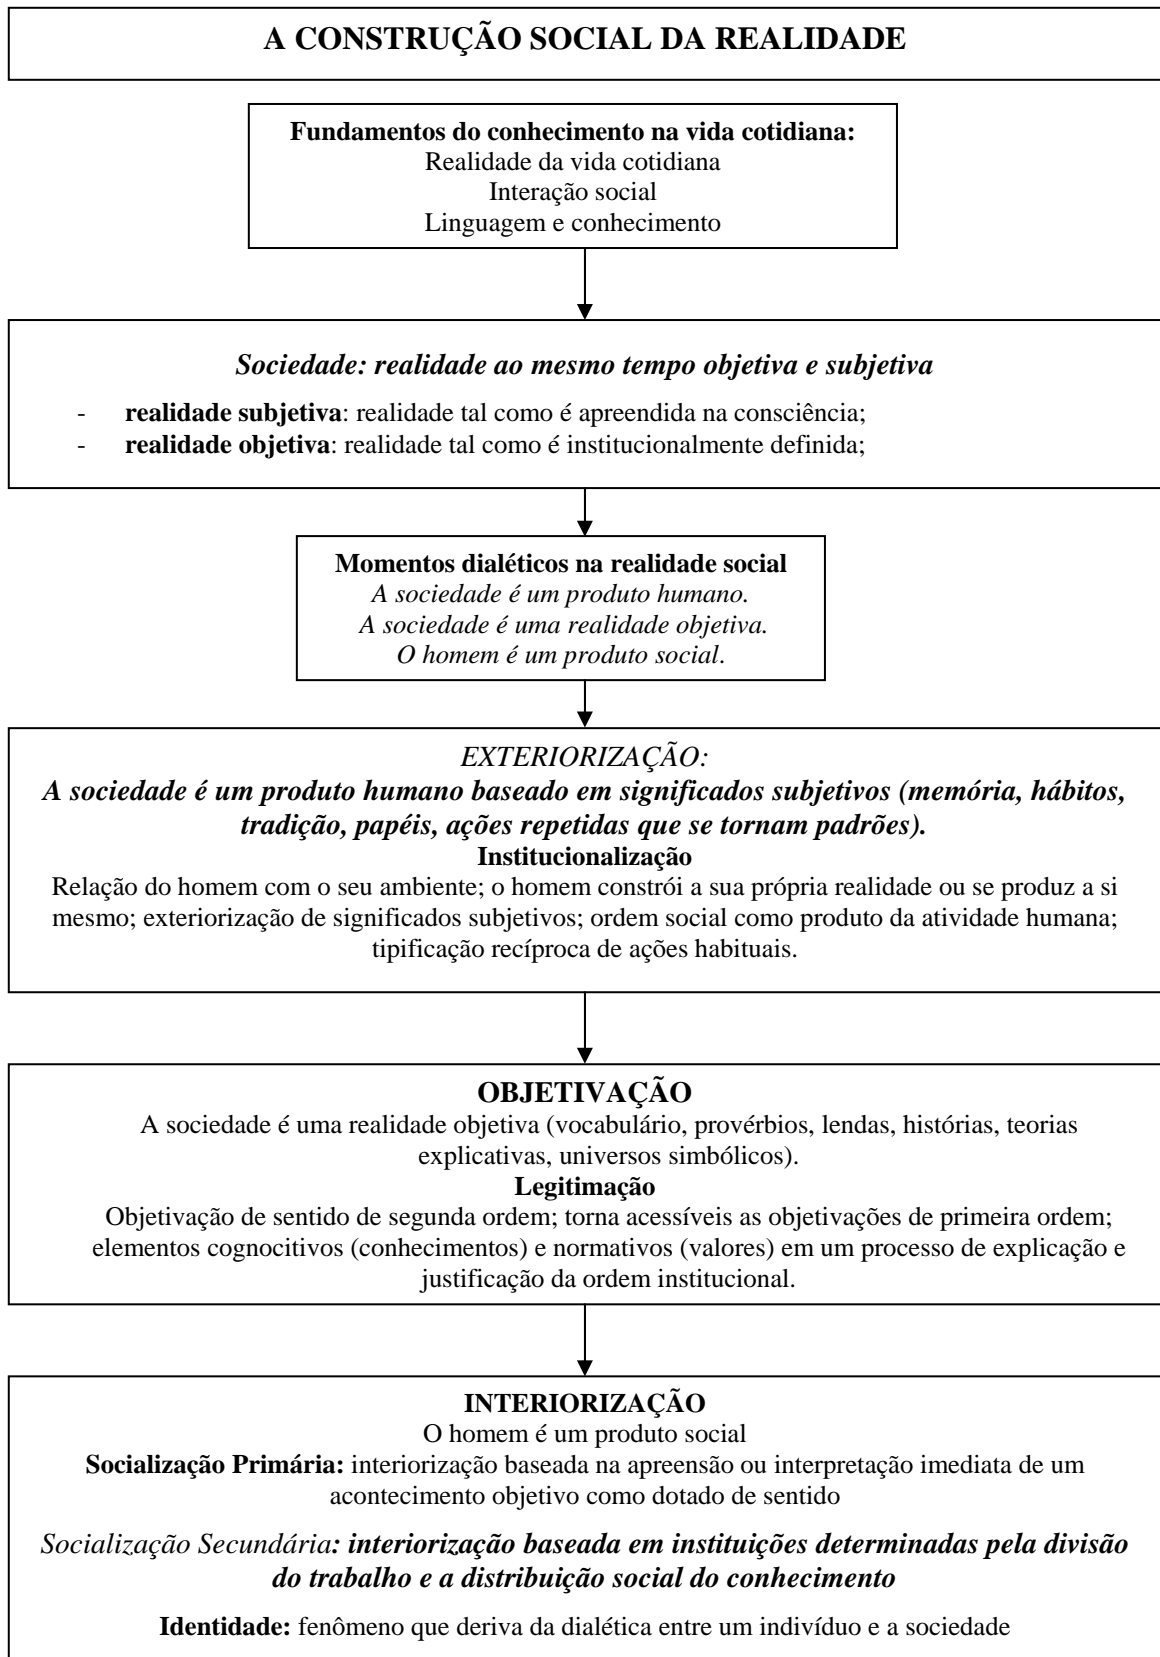 A CONSTRUÇÃO SOCIAL DA REALIDADE
Fundamentos do conhecimento na vida cotidiana:
Realidade da vida cotidiana
Interação social
Linguagem e conhecimento
Sociedade: realidade ao mesmo tempo objetiva e subjetiva
- realidade subjetiva: realidade tal como é apreendida na consciência;
- realidade objetiva: realidade tal como é institucionalmente definida;
Momentos dialéticos na realidade social
A sociedade é um produto humano.
A sociedade é uma realidade objetiva.
O homem é um produto social.
EXTERIORIZAÇÃO:
A sociedade é um produto humano baseado em significados subjetivos (memória, hábitos,
tradição, papéis, ações repetidas que se tornam padrões).
Institucionalização
Relação do homem com o seu ambiente; o homem constrói a sua própria realidade ou se produz a si
mesmo; exteriorização de significados subjetivos; ordem social como produto da atividade humana;
tipificação recíproca de ações habituais.
OBJETIVAÇÃO
A sociedade é uma realidade objetiva (vocabulário, provérbios, lendas, histórias, teorias
explicativas, universos simbólicos).
Legitimação
Objetivação de sentido de segunda ordem; torna acessíveis as objetivações de primeira ordem;
elementos cognocitivos (conhecimentos) e normativos (valores) em um processo de explicação e
justificação da ordem institucional.
INTERIORIZAÇÃO
O homem é um produto social
Socialização Primária: interiorização baseada na apreensão ou interpretação imediata de um
acontecimento objetivo como dotado de sentido
Socialização Secundária: interiorização baseada em instituições determinadas pela divisão
do trabalho e a distribuição social do conhecimento
Identidade: fenômeno que deriva da dialética entre um indivíduo e a sociedade